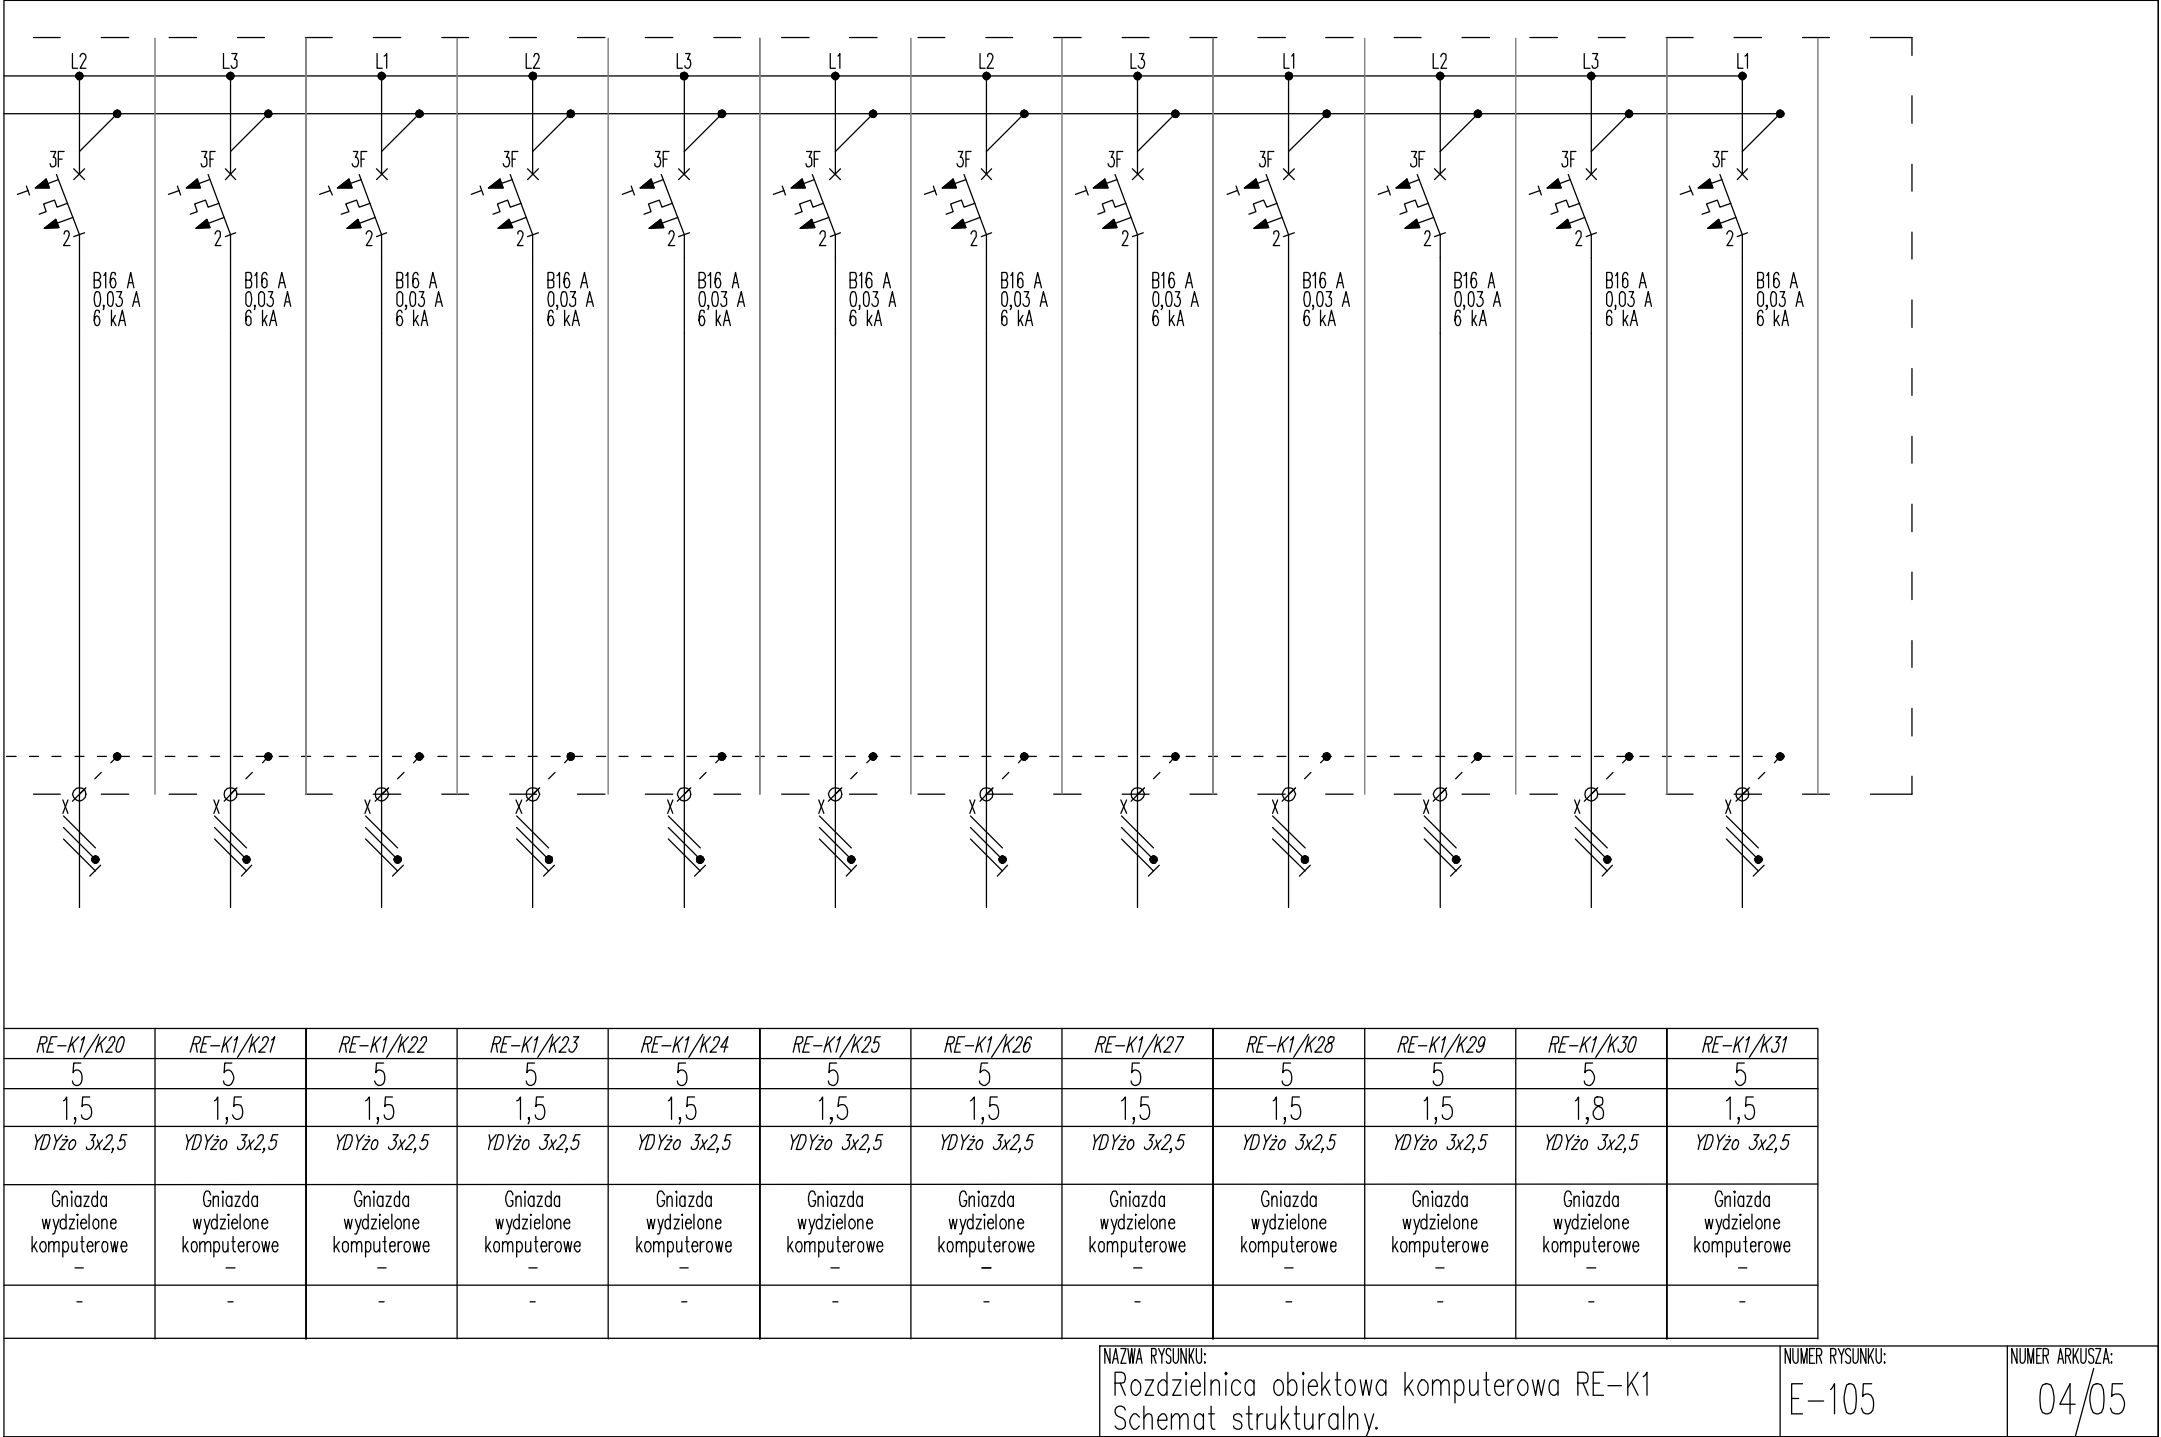 L2 L3 L1 L2 L3 L1 L2 L3 L1 L2 L3 L1
3F 3F 3F 3F 3F 3F 3F 3F 3F 3F 3F 3F
2 2 2 2 2 2 2 2 2 2 2 2
B16 A B16 A B16 A B16 A B16 A B16 A B16 A B16 A B16 A B16 A B16 A B16 A
0,03 A 0,03 A 0,03 A 0,03 A 0,03 A 0,03 A 0,03 A 0,03 A 0,03 A 0,03 A 0,03 A 0,03 A
6 kA 6 kA 6 kA 6 kA 6 kA 6 kA 6 kA 6 kA 6 kA 6 kA 6 kA 6 kA
X X X X X X X X X X X X
RE-K1/K20 RE-K1/K21 RE-K1/K22 RE-K1/K23 RE-K1/K24 RE-K1/K25 RE-K1/K26 RE-K1/K27 RE-K1/K28 RE-K1/K29 RE-K1/K30 RE-K1/K31
5 5 5 5 5 5 5 5 5 5 5 5
1,5 1,5 1,5 1,5 1,5 1,5 1,5 1,5 1,5 1,5 1,8 1,5
YDYżo 3x2,5 YDYżo 3x2,5 YDYżo 3x2,5 YDYżo 3x2,5 YDYżo 3x2,5 YDYżo 3x2,5 YDYżo 3x2,5 YDYżo 3x2,5 YDYżo 3x2,5 YDYżo 3x2,5 YDYżo 3x2,5 YDYżo 3x2,5
Gniazda Gniazda Gniazda Gniazda Gniazda Gniazda Gniazda Gniazda Gniazda Gniazda Gniazda Gniazda
wydzielone wydzielone wydzielone wydzielone wydzielone wydzielone wydzielone wydzielone wydzielone wydzielone wydzielone wydzielone
komputerowe komputerowe komputerowe komputerowe komputerowe komputerowe komputerowe komputerowe komputerowe komputerowe komputerowe komputerowe
- - - - - - - - - - - -
- - - - - - - - - - - -
NAZWA RYSUNKU:
Rozdzielnica obiektowa komputerowa RE-K1
Schemat strukturalny.
NUMER RYSUNKU:
E-105
NUMER ARKUSZA:
04/05